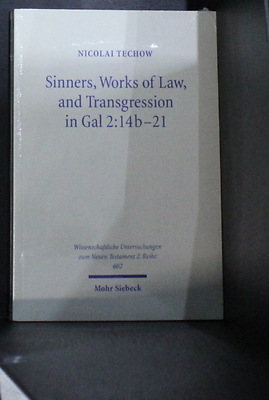 NICOLAI TECHOW
Sinners, Works of Law,
and Transgression
in Gal 2:14b–21
Wissenschaftliche Untersuchungen
zum Neuen Testament 2. Reihe
602
Mohr Siebeck